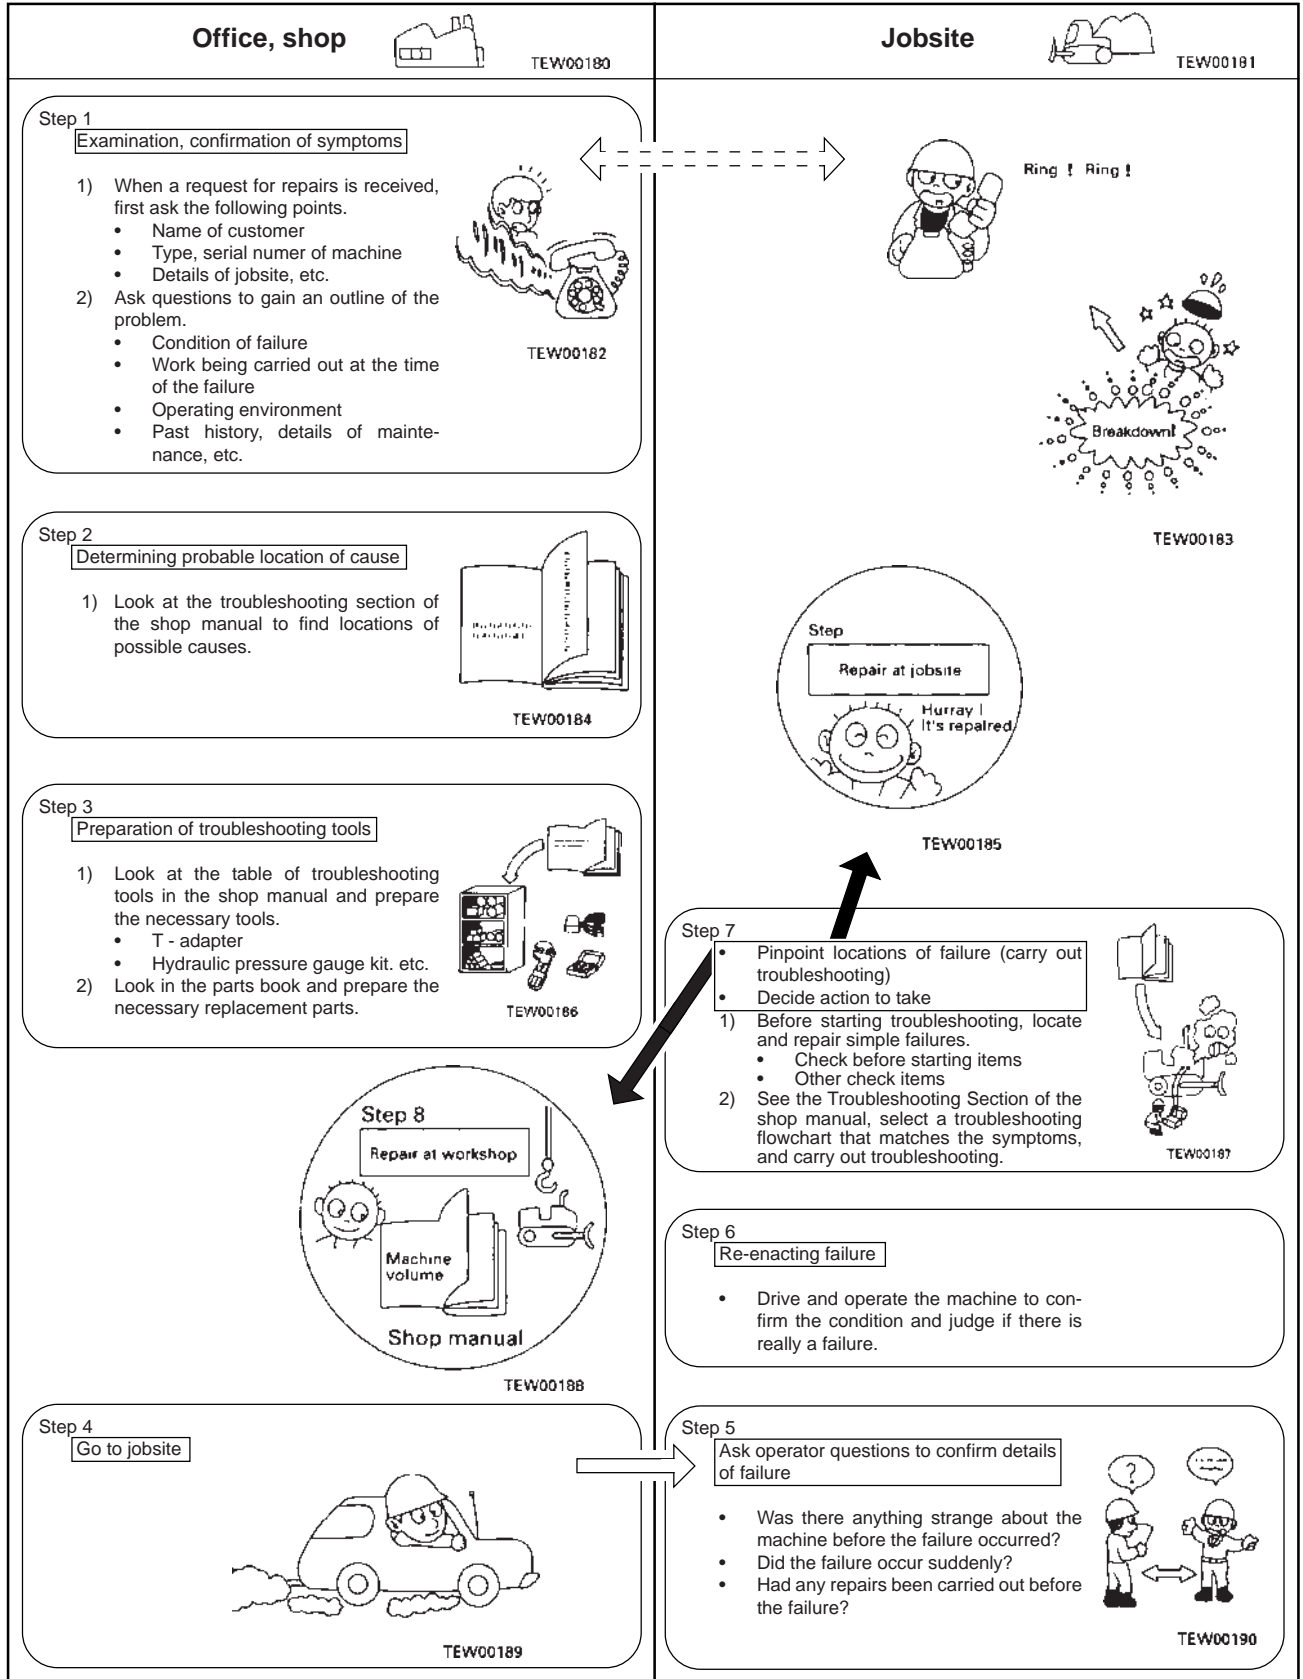 Office, shop
TEW00180
Step 1
Examination, confirmation of symptoms
1) When a request for repairs is received,
first ask the following points.
• Name of customer
• Type, serial numer of machine
• Details of jobsite, etc.
2) Ask questions to gain an outline of the
problem.
• Condition of failure
• Work being carried out at the time
of the failure
• Operating environment
• Past history, details of mainte-
nance, etc.
TEW00182
Step 2
Determining probable location of cause
1) Look at the troubleshooting section of
the shop manual to find locations of
possible causes.
TEW00184
Step 3
Preparation of troubleshooting tools
1) Look at the table of troubleshooting
tools in the shop manual and prepare
the necessary tools.
• T - adapter
• Hydraulic pressure gauge kit. etc.
2) Look in the parts book and prepare the
necessary replacement parts.
TEW00186
Step 8
Repair at workshop
Machine
volume
Shop manual
TEW00188
Step 4
Go to jobsite
TEW00189
Jobsite
TEW00181
Ring ! Ring !
Breakdown!
TEW00183
Step
Repair at jobsite
Hurray !
It's repaired.
TEW00185
Step 7
• Pinpoint locations of failure (carry out
troubleshooting)
• Decide action to take
1) Before starting troubleshooting, locate
and repair simple failures.
• Check before starting items
• Other check items
2) See the Troubleshooting Section of the
shop manual, select a troubleshooting
flowchart that matches the symptoms,
and carry out troubleshooting.
TEW00187
Step 6
Re-enacting failure
• Drive and operate the machine to con-
firm the condition and judge if there is
really a failure.
Step 5
Ask operator questions to confirm details
of failure
?
• Was there anything strange about the
machine before the failure occurred?
• Did the failure occur suddenly?
• Had any repairs been carried out before
the failure?
TEW00190